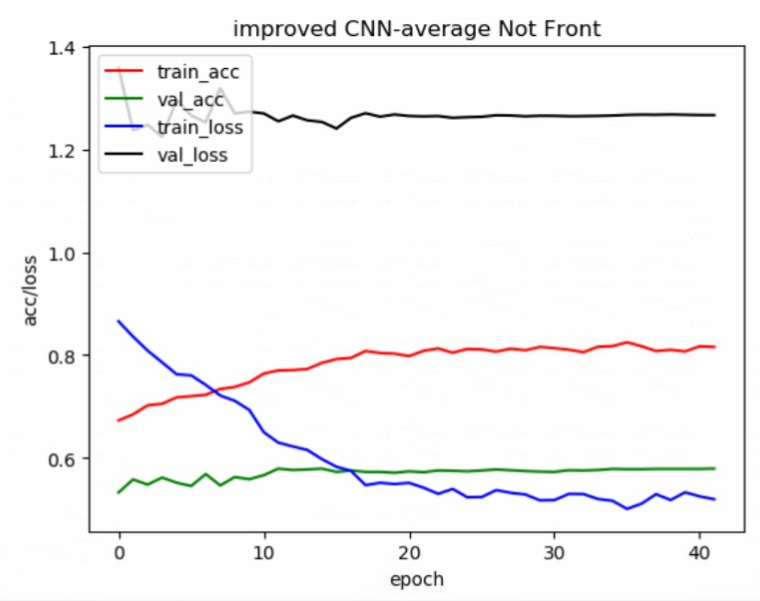 improved CNN-average Not Front
1.4
1.2
1.0
0.8
0.6
acc/loss
train_acc
val_acc
train_loss
val_loss
0 10 20 30 40
epoch